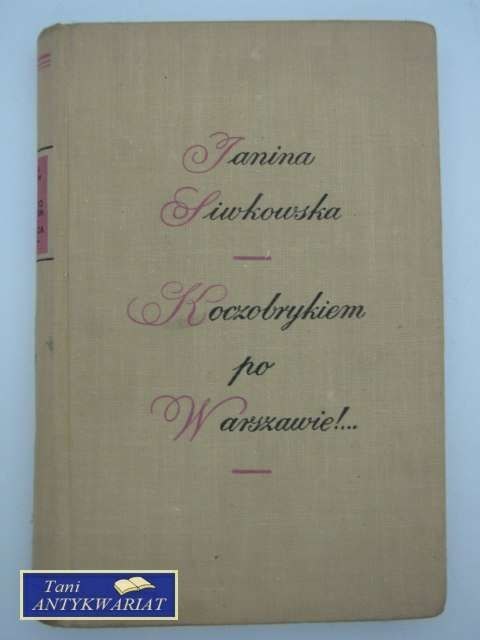 Janina
Siwkowska
Koczobrykiem
po
Warszawie!...
Tani
ANTYKWARIAT